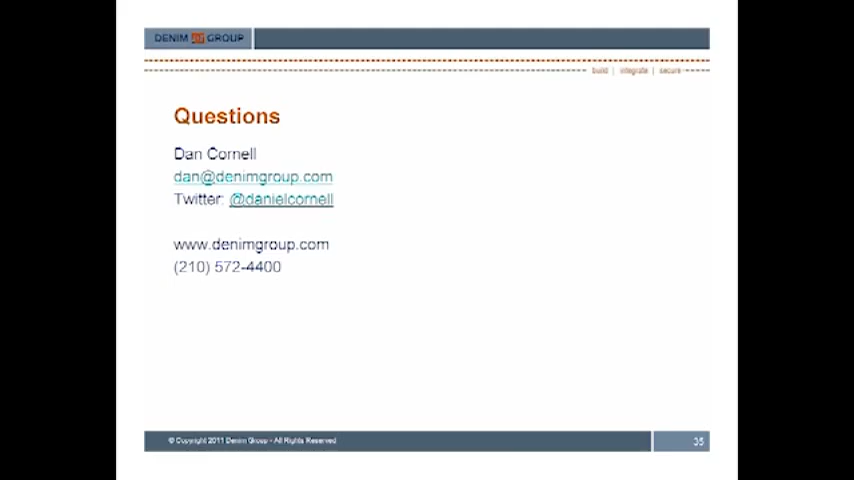 DENIM GROUP
build | integrate | secure
Questions
Dan Cornell
dan@denimgroup.com
Twitter: @danielcornell
www.denimgroup.com
(210) 572-4400
© Copyright 2011 Denim Group - All Rights Reserved
35